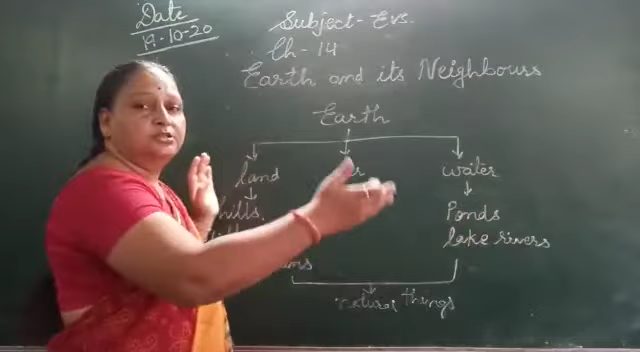 Date
Subject - Evs.
-10-20
Ch - 14
Earth and its Neighbours
Earth
land
water
hills,
Ponds
lake rivers
natural things